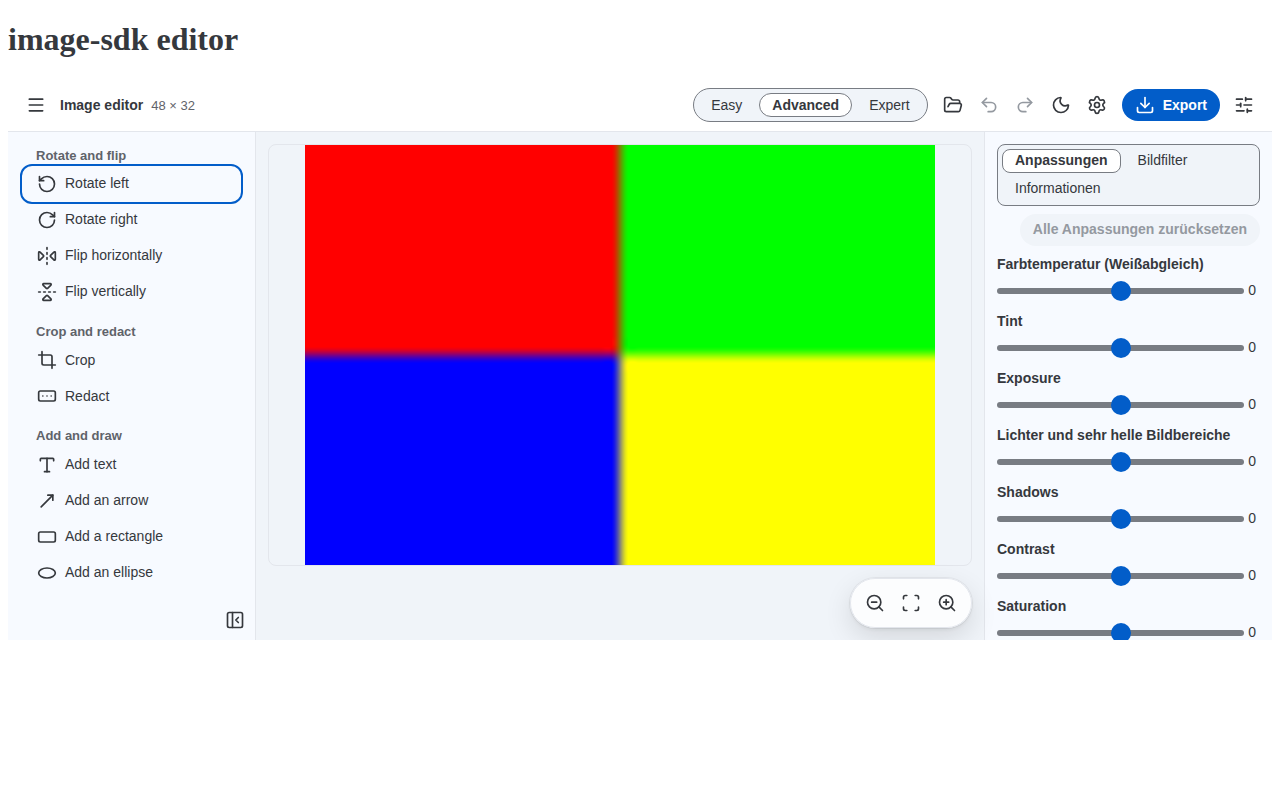 image-sdk editor
Image editor 48 × 32
Easy Advanced Expert
Export
Rotate and flip
Rotate left
Rotate right
Flip horizontally
Flip vertically
Crop and redact
Crop
Redact
Add and draw
Add text
Add an arrow
Add a rectangle
Add an ellipse
Anpassungen Bildfilter
Informationen
Alle Anpassungen zurücksetzen
Farbtemperatur (Weißabgleich)
0
Tint
0
Exposure
0
Lichter und sehr helle Bildbereiche
0
Shadows
0
Contrast
0
Saturation
0